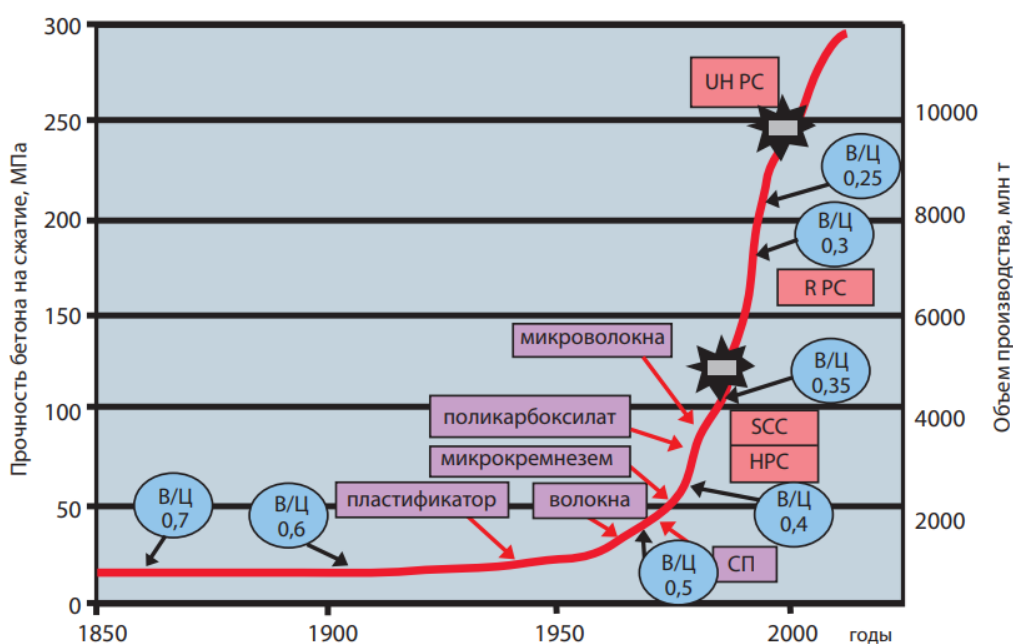 Прочность бетона на сжатие, МПа
300
250
200
150
100
50
0
1850
1900
1950
2000
годы
Объем производства, млн т
10000
8000
6000
4000
2000
UH PC
В/Ц
0,25
В/Ц
0,3
R PC
микроволокна
В/Ц
0,35
поликарбоксилат
SCC
HPC
микрокремнезем
В/Ц
0,7
В/Ц
0,6
пластификатор
волокна
В/Ц
0,4
В/Ц
0,5
СП